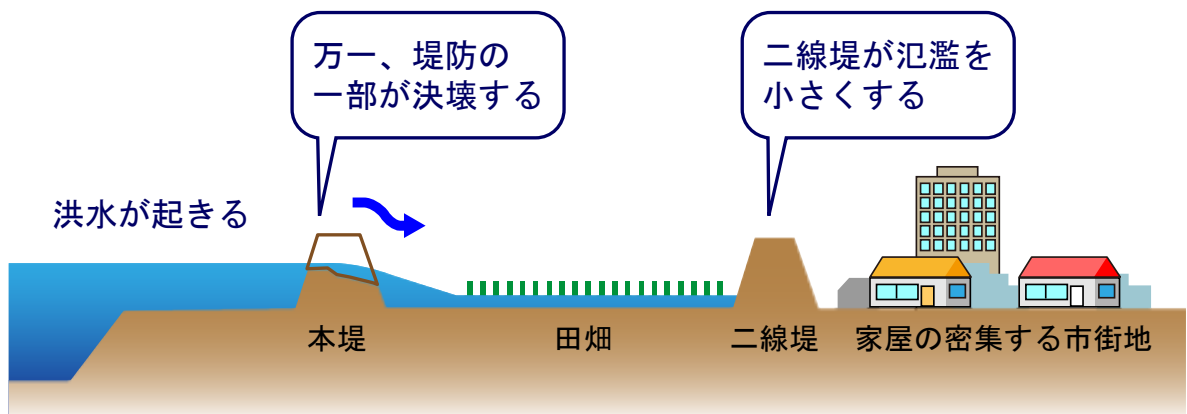 万一、堤防の
一部が決壊する
二線堤が氾濫を
小さくする
洪水が起きる
本堤
田畑
二線堤
家屋の密集する市街地